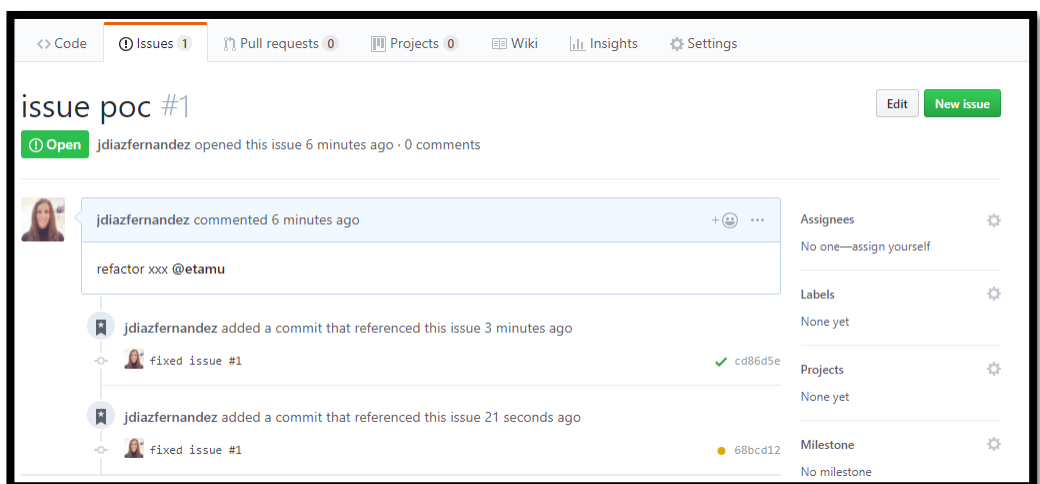 <> Code Issues 1 Pull requests 0 Projects 0 Wiki Insights Settings
issue poc #1
Edit New issue
Open jdiazfernandez opened this issue 6 minutes ago · 0 comments
jdiazfernandez commented 6 minutes ago
refactor xxx @etamu
jdiazfernandez added a commit that referenced this issue 3 minutes ago
fixed issue #1 cd86d5e
jdiazfernandez added a commit that referenced this issue 21 seconds ago
fixed issue #1 68bcd12
Assignees
No one—assign yourself
Labels
None yet
Projects
None yet
Milestone
No milestone